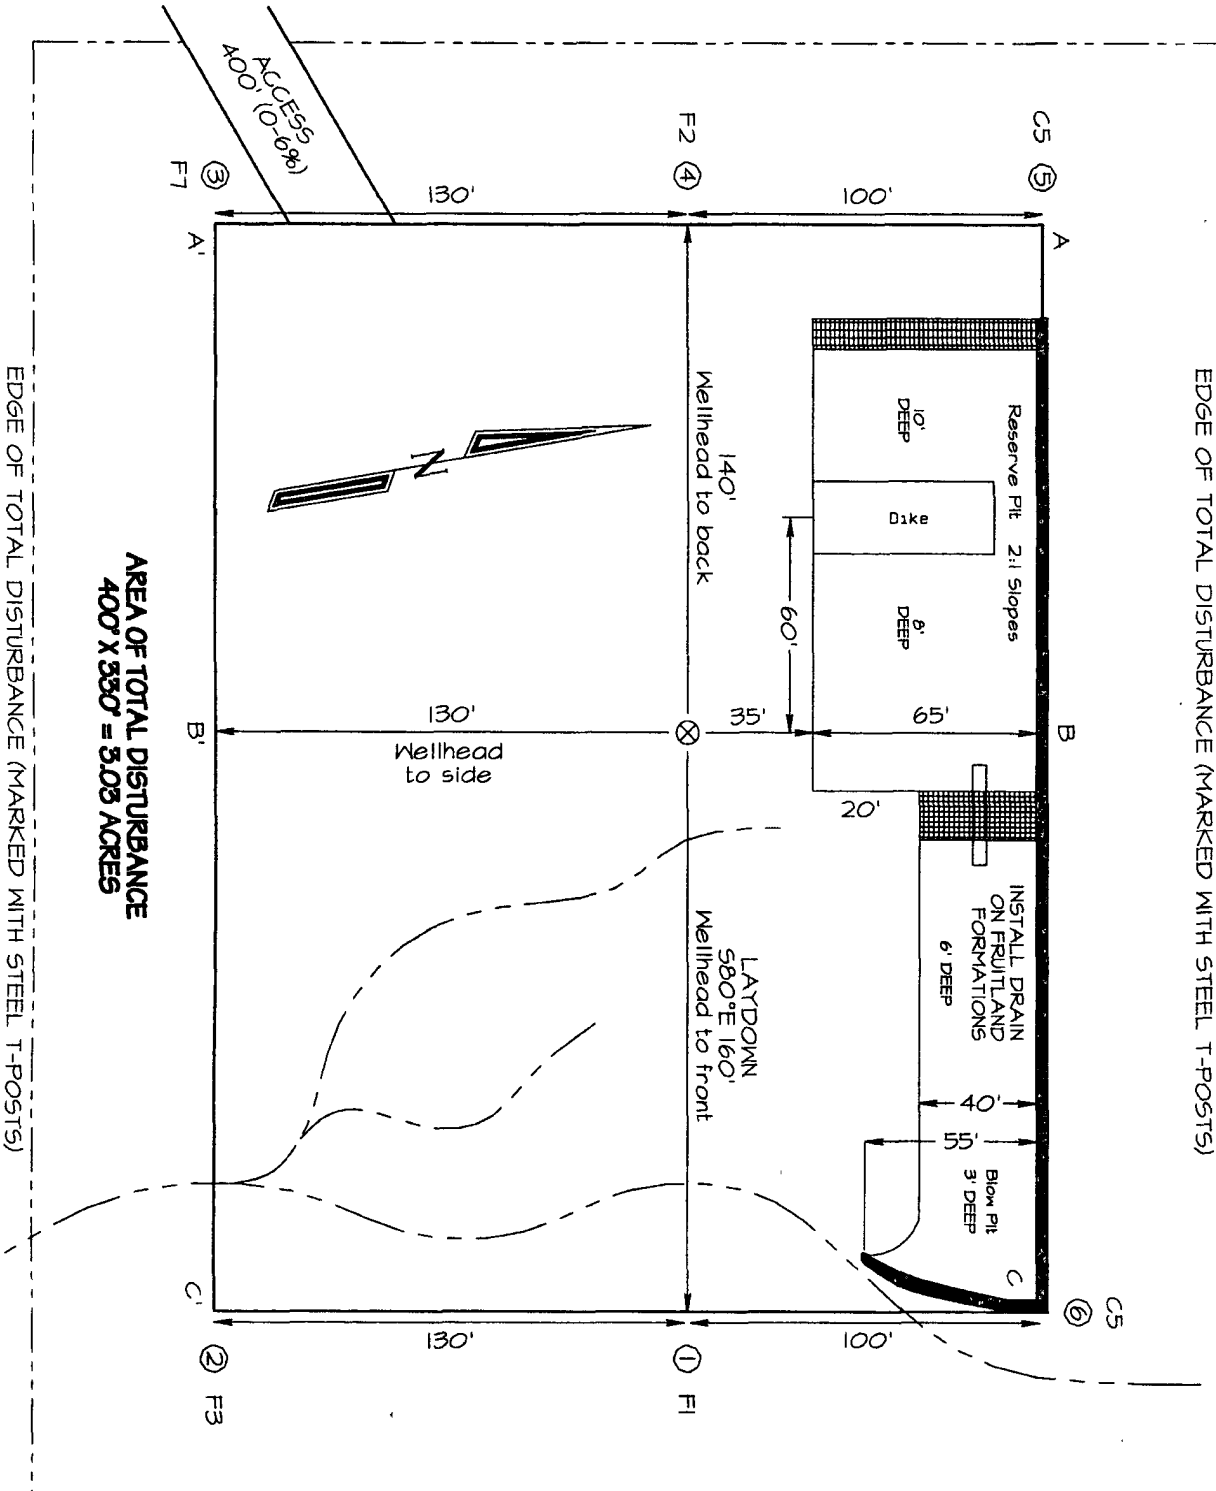 ACCESS
400' (0-6%)
F7 ③
F2 ④
C5 ⑤
130'
100'
A'
A
Reserve Pit 2:1 Slopes
10'
DEEP
Dike
8'
DEEP
140'
Wellhead to back
N
60'
130'
Wellhead
to side
35'
65'
B'
B
20'
AREA OF TOTAL DISTURBANCE
400' X 330' = 3.03 ACRES
EDGE OF TOTAL DISTURBANCE (MARKED WITH STEEL T-POSTS)
EDGE OF TOTAL DISTURBANCE (MARKED WITH STEEL T-POSTS)
INSTALL DRAIN
ON FRUITLAND
FORMATIONS
6' DEEP
LAYDOWN
S80°E 160'
Wellhead to front
40'
55'
Blow Pit
3' DEEP
C'
C
130'
100'
② F3
① F1
⑥ C5